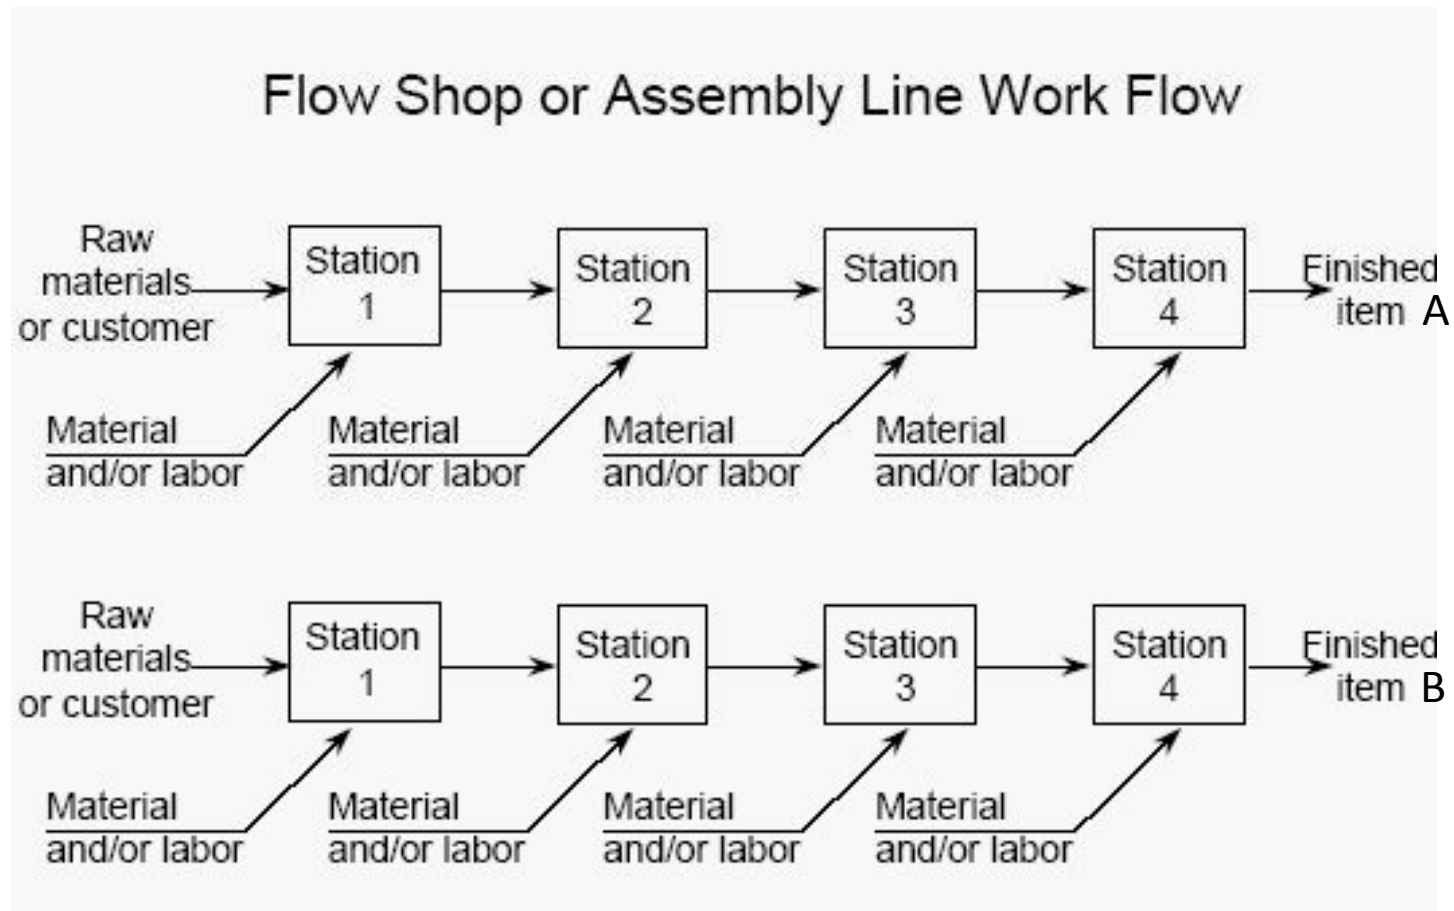 Flow Shop or Assembly Line Work Flow
Raw
materials
or customer
Station
1
Station
2
Station
3
Station
4
Finished
item A
Material
and/or labor
Material
and/or labor
Material
and/or labor
Material
and/or labor
Raw
materials
or customer
Station
1
Station
2
Station
3
Station
4
Finished
item B
Material
and/or labor
Material
and/or labor
Material
and/or labor
Material
and/or labor